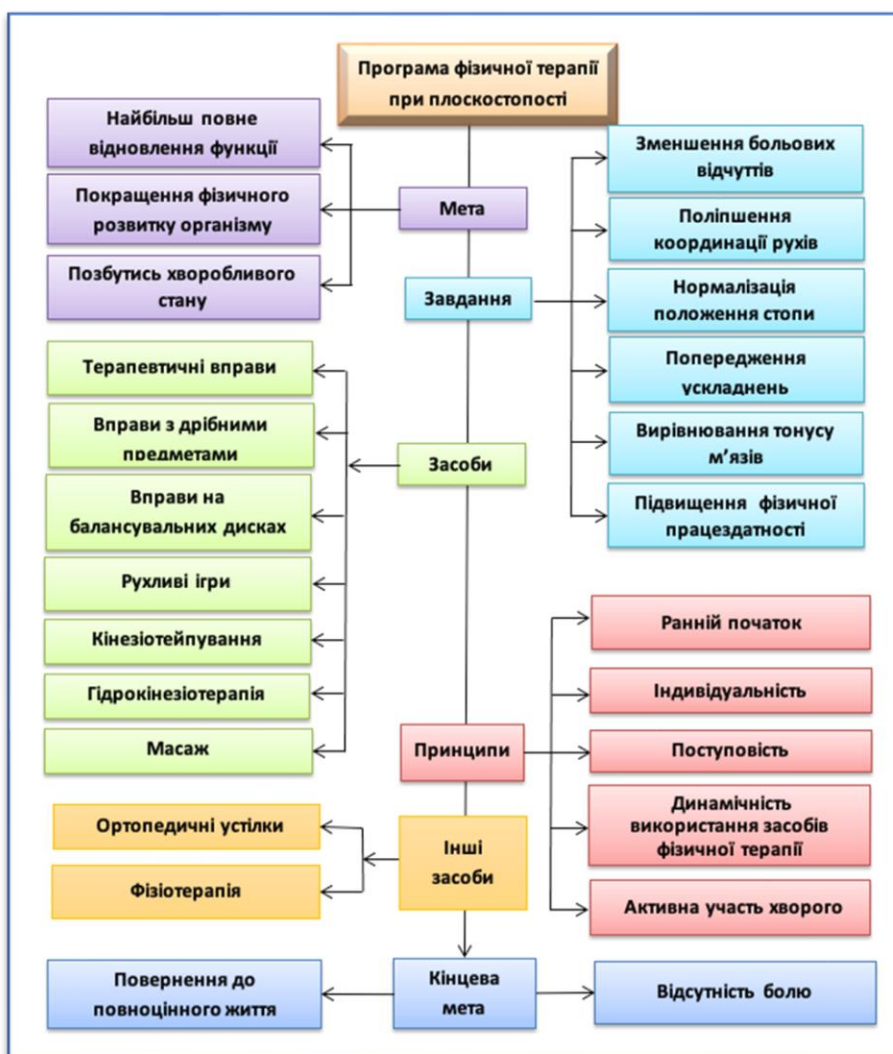 Програма фізичної терапії
при плоскостопості
Найбільш повне
відновлення функції
Покращення фізичного
розвитку організму
Позбутись хворобливого
стану
Мета
Завдання
Зменшення больових
відчуттів
Поліпшення
координації рухів
Нормалізація
положення стопи
Попередження
ускладнень
Вирівнювання тонусу
м’язів
Підвищення фізичної
працездатності
Терапевтичні вправи
Вправи з дрібними
предметами
Вправи на
балансувальних дисках
Рухливі ігри
Кінезіотейпування
Гідрокінезіотерапія
Масаж
Засоби
Принципи
Ранній початок
Індивідуальність
Поступовість
Динамічність
використання засобів
фізичної терапії
Активна участь хворого
Ортопедичні устілки
Фізіотерапія
Інші
засоби
Повернення до
повноцінного життя
Кінцева
мета
Відсутність болю